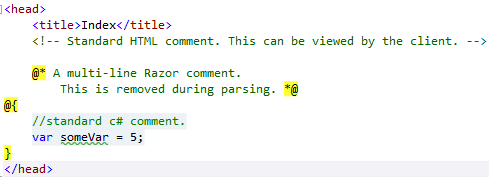 <head>
    <title>Index</title>
    <!-- Standard HTML comment. This can be viewed by the client. -->
    @* A multi-line Razor comment.
        This is removed during parsing. *@
@{
    //standard c# comment.
    var someVar = 5;
}
</head>